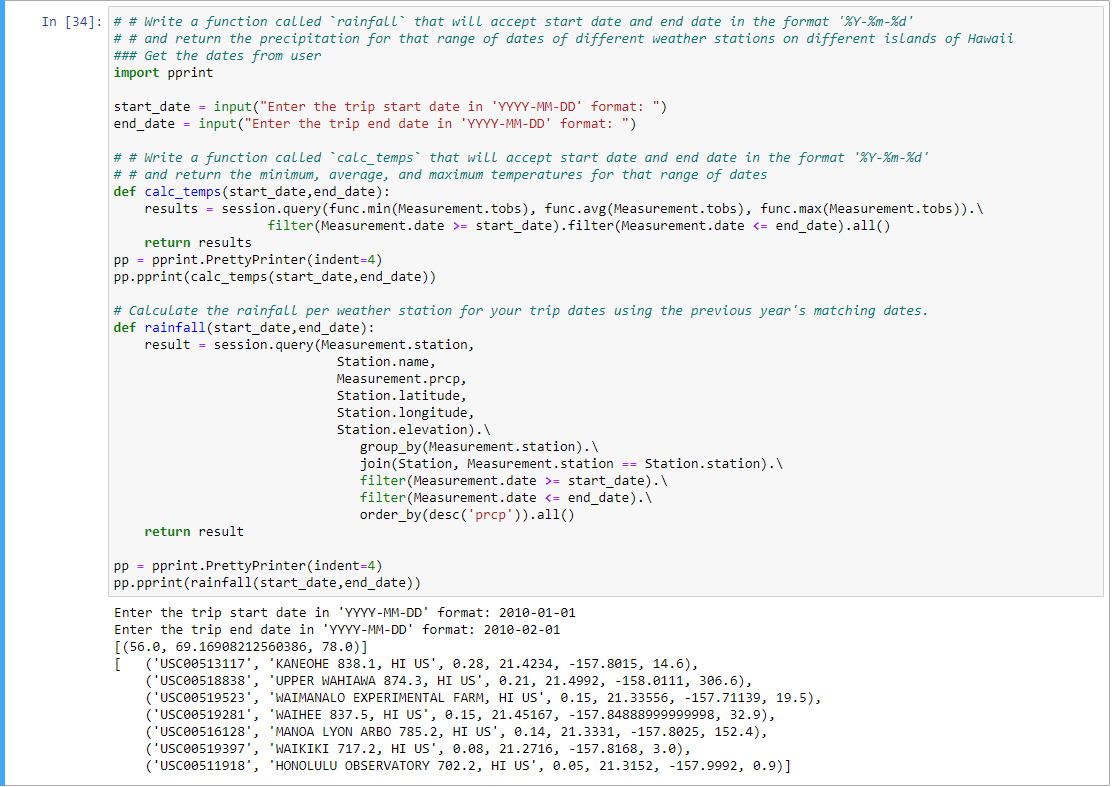 In [34]: # # Write a function called `rainfall` that will accept start date and end date in the format '%Y-%m-%d'
# # and return the precipitation for that range of dates of different weather stations on different islands of Hawaii
### Get the dates from user
import pprint

start_date = input("Enter the trip start date in 'YYYY-MM-DD' format: ")
end_date = input("Enter the trip end date in 'YYYY-MM-DD' format: ")

# # Write a function called `calc_temps` that will accept start date and end date in the format '%Y-%m-%d'
# # and return the minimum, average, and maximum temperatures for that range of dates
def calc_temps(start_date,end_date):
    results = session.query(func.min(Measurement.tobs), func.avg(Measurement.tobs), func.max(Measurement.tobs)).\
                    filter(Measurement.date >= start_date).filter(Measurement.date <= end_date).all()
    return results
pp = pprint.PrettyPrinter(indent=4)
pp.pprint(calc_temps(start_date,end_date))

# Calculate the rainfall per weather station for your trip dates using the previous year's matching dates.
def rainfall(start_date,end_date):
    result = session.query(Measurement.station,
                             Station.name,
                             Measurement.prcp,
                             Station.latitude,
                             Station.longitude,
                             Station.elevation).\
                                group_by(Measurement.station).\
                                join(Station, Measurement.station == Station.station).\
                                filter(Measurement.date >= start_date).\
                                filter(Measurement.date <= end_date).\
                                order_by(desc('prcp')).all()
    return result

pp = pprint.PrettyPrinter(indent=4)
pp.pprint(rainfall(start_date,end_date))
Enter the trip start date in 'YYYY-MM-DD' format: 2010-01-01
Enter the trip end date in 'YYYY-MM-DD' format: 2010-02-01
[(56.0, 69.16908212560386, 78.0)]
[   ('USC00513117', 'KANEOHE 838.1, HI US', 0.28, 21.4234, -157.8015, 14.6),
    ('USC00518838', 'UPPER WAHIAWA 874.3, HI US', 0.21, 21.4992, -158.0111, 306.6),
    ('USC00519523', 'WAIMANALO EXPERIMENTAL FARM, HI US', 0.15, 21.33556, -157.71139, 19.5),
    ('USC00519281', 'WAIHEE 837.5, HI US', 0.15, 21.45167, -157.84888999999998, 32.9),
    ('USC00516128', 'MANOA LYON ARBO 785.2, HI US', 0.14, 21.3331, -157.8025, 152.4),
    ('USC00519397', 'WAIKIKI 717.2, HI US', 0.08, 21.2716, -157.8168, 3.0),
    ('USC00511918', 'HONOLULU OBSERVATORY 702.2, HI US', 0.05, 21.3152, -157.9992, 0.9)]